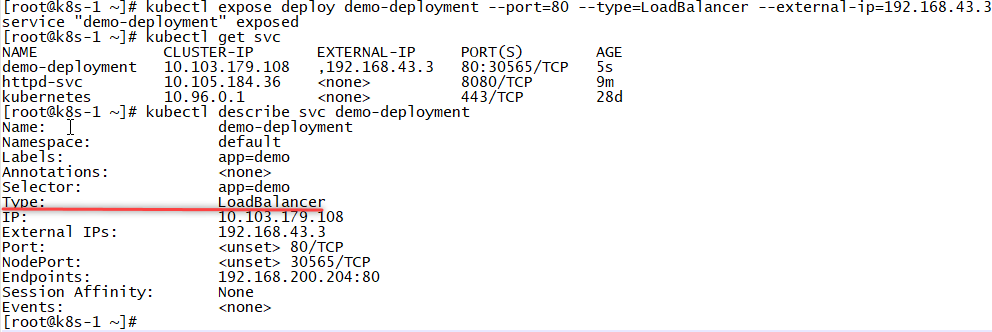 [root@k8s-1 ~]# kubectl expose deploy demo-deployment --port=80 --type=LoadBalancer --external-ip=192.168.43.3
service "demo-deployment" exposed
[root@k8s-1 ~]# kubectl get svc
NAME CLUSTER-IP EXTERNAL-IP PORT(S) AGE
demo-deployment 10.103.179.108 ,192.168.43.3 80:30565/TCP 5s
httpd-svc 10.105.184.36 <none> 8080/TCP 9m
kubernetes 10.96.0.1 <none> 443/TCP 28d
[root@k8s-1 ~]# kubectl describe svc demo-deployment
Name: demo-deployment
Namespace: default
Labels: app=demo
Annotations: <none>
Selector: app=demo
Type: LoadBalancer
IP: 10.103.179.108
External IPs: 192.168.43.3
Port: <unset> 80/TCP
NodePort: <unset> 30565/TCP
Endpoints: 192.168.200.204:80
Session Affinity: None
Events: <none>
[root@k8s-1 ~]#